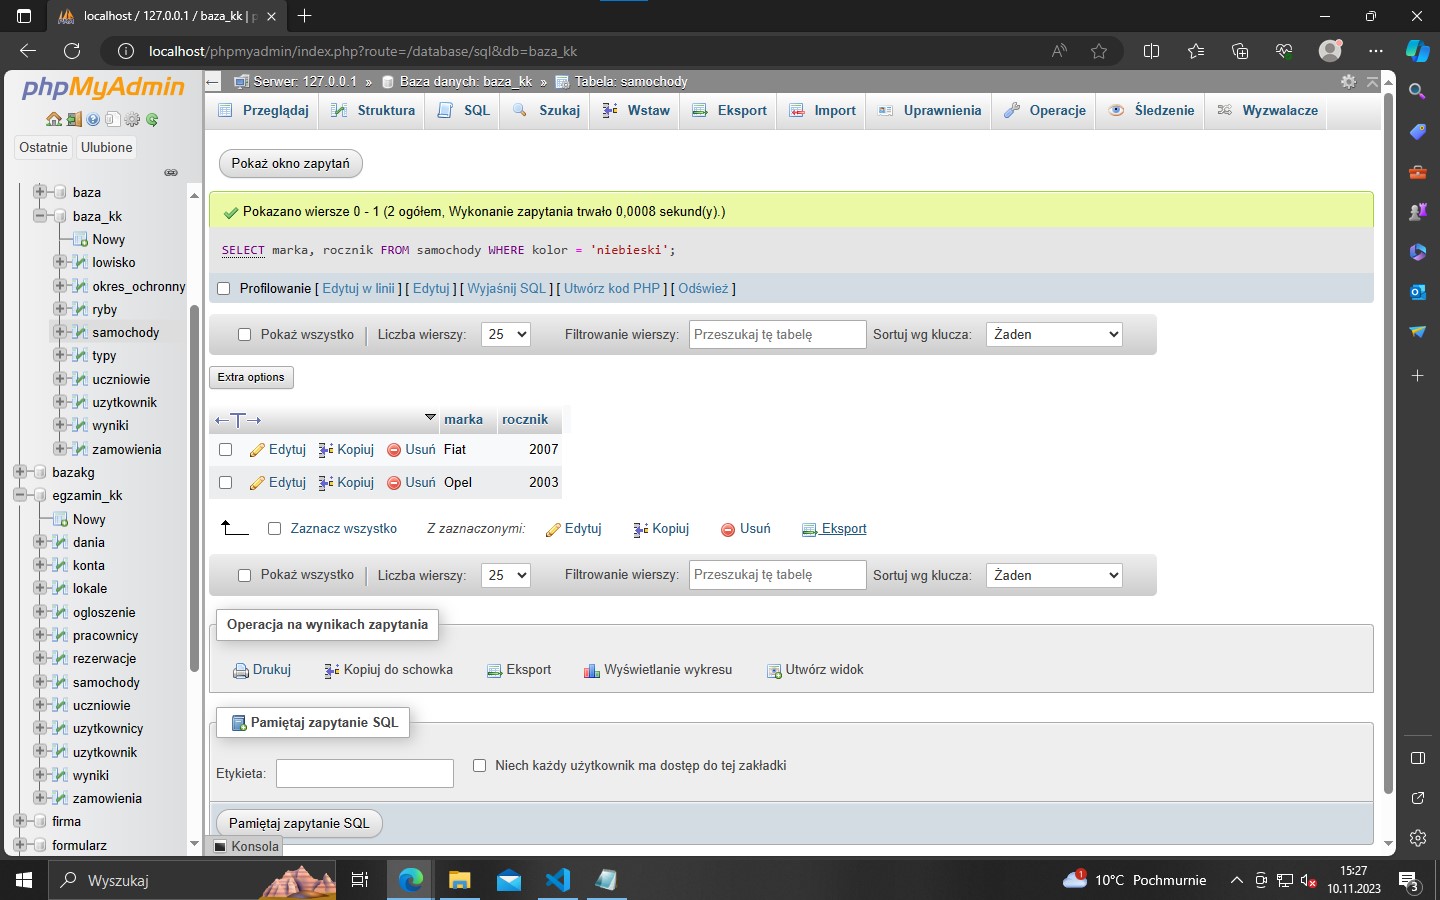 localhost / 127.0.0.1 / baza_kk | p
localhost/phpmyadmin/index.php?route=/database/sql&db=baza_kk
phpMyAdmin
Ostatnie
Ulubione
baza
baza_kk
Nowy
lowisko
okres_ochronny
ryby
samochody
typy
uczniowie
uzytkownik
wyniki
zamowienia
bazakg
egzamin_kk
Nowy
dania
konta
lokale
ogloszenie
pracownicy
rezerwacje
samochody
uczniowie
uzytkownicy
uzytkownik
wyniki
zamowienia
firma
formularz
Serwer: 127.0.0.1 » Baza danych: baza_kk » Tabela: samochody
Przeglądaj Struktura SQL Szukaj Wstaw Eksport Import Uprawnienia Operacje Śledzenie Wyzwalacze
Pokaż okno zapytań
Pokazano wiersze 0 - 1 (2 ogółem, Wykonanie zapytania trwało 0,0008 sekund(y).)
SELECT marka, rocznik FROM samochody WHERE kolor = 'niebieski';
Profilowanie [ Edytuj w linii ] [ Edytuj ] [ Wyjaśnij SQL ] [ Utwórz kod PHP ] [ Odśwież ]
Pokaż wszystko | Liczba wierszy: 25 Filtrowanie wierszy: Przeszukaj tę tabelę Sortuj wg klucza: Żaden
Extra options
←T→ marka rocznik
Edytuj Kopiuj Usuń Fiat 2007
Edytuj Kopiuj Usuń Opel 2003
Zaznacz wszystko Z zaznaczonymi: Edytuj Kopiuj Usuń Eksport
Pokaż wszystko | Liczba wierszy: 25 Filtrowanie wierszy: Przeszukaj tę tabelę Sortuj wg klucza: Żaden
Operacja na wynikach zapytania
Drukuj Kopiuj do schowka Eksport Wyświetlanie wykresu Utwórz widok
Pamiętaj zapytanie SQL
Etykieta: Niech każdy użytkownik ma dostęp do tej zakładki
Pamiętaj zapytanie SQL
Konsola
Wyszukaj
1
10°C Pochmurnie
15:27
10.11.2023
3